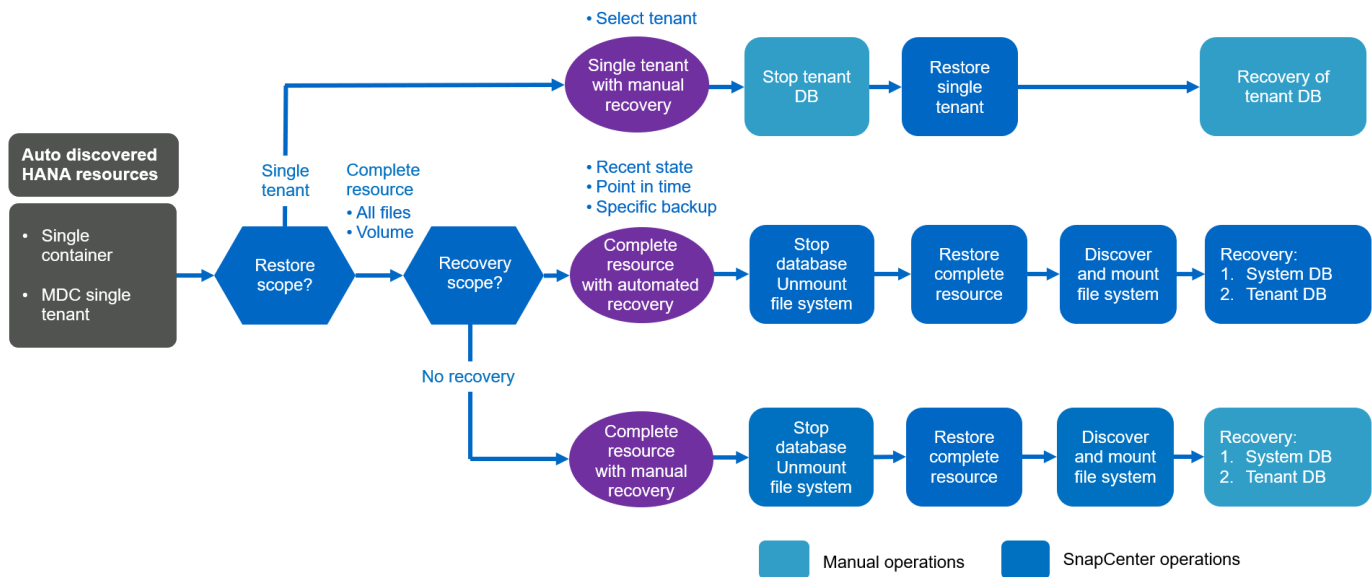 • Select tenant
Single tenant
with manual
recovery
Stop tenant
DB
Restore
single
tenant
Recovery of
tenant DB
Auto discovered
HANA resources
• Single
container
• MDC single
tenant
Single
tenant
Complete
resource
• All files
• Volume
Restore
scope?
Recovery
scope?
• Recent state
• Point in time
• Specific backup
Complete
resource
with automated
recovery
Stop
database
Unmount
file system
Restore
complete
resource
Discover
and mount
file system
Recovery:
1. System DB
2. Tenant DB
No recovery
Complete
resource
with manual
recovery
Stop
database
Unmount
file system
Restore
complete
resource
Discover
and mount
file system
Recovery:
1. System DB
2. Tenant DB
Manual operations
SnapCenter operations